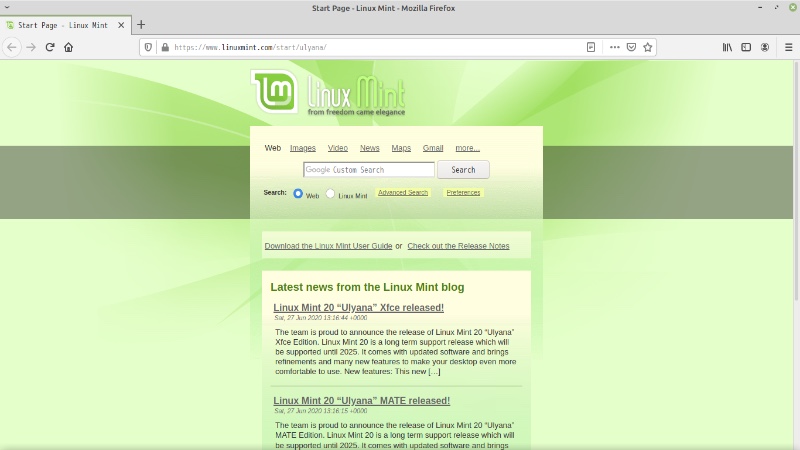 Start Page - Linux Mint - Mozilla Firefox
Start Page - Linux Mint
https://www.linuxmint.com/start/ulyana/
Linux Mint
from freedom came elegance
Web Images Video News Maps Gmail more...
Google Custom Search Search
Search: Web Linux Mint Advanced Search Preferences
Download the Linux Mint User Guide or Check out the Release Notes
Latest news from the Linux Mint blog
Linux Mint 20 “Ulyana” Xfce released!
Sat, 27 Jun 2020 13:16:44 +0000
The team is proud to announce the release of Linux Mint 20 “Ulyana”
Xfce Edition. Linux Mint 20 is a long term support release which will
be supported until 2025. It comes with updated software and brings
refinements and many new features to make your desktop even more
comfortable to use. New features: This new […]
Linux Mint 20 “Ulyana” MATE released!
Sat, 27 Jun 2020 13:16:15 +0000
The team is proud to announce the release of Linux Mint 20 “Ulyana”
MATE Edition. Linux Mint 20 is a long term support release which will
be supported until 2025. It comes with updated software and brings